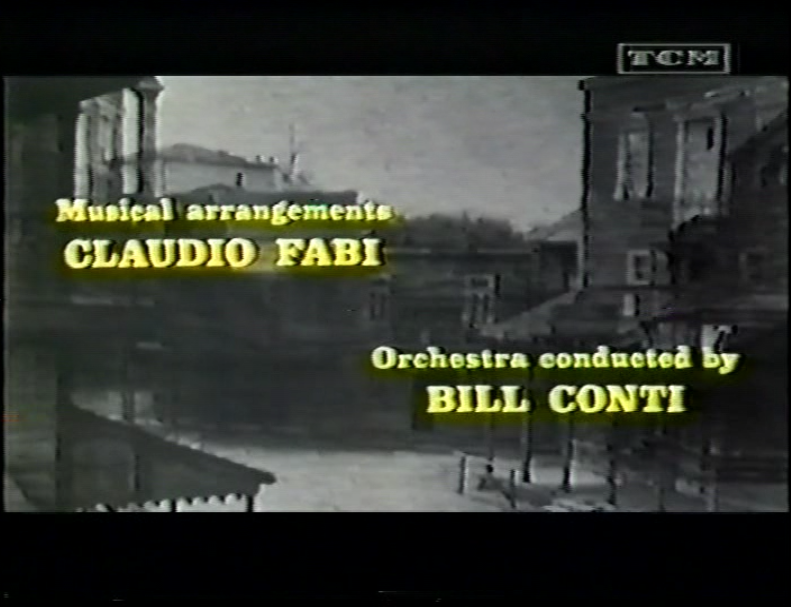 TCM
Musical arrangements
CLAUDIO FABI
Orchestra conducted by
BILL CONTI